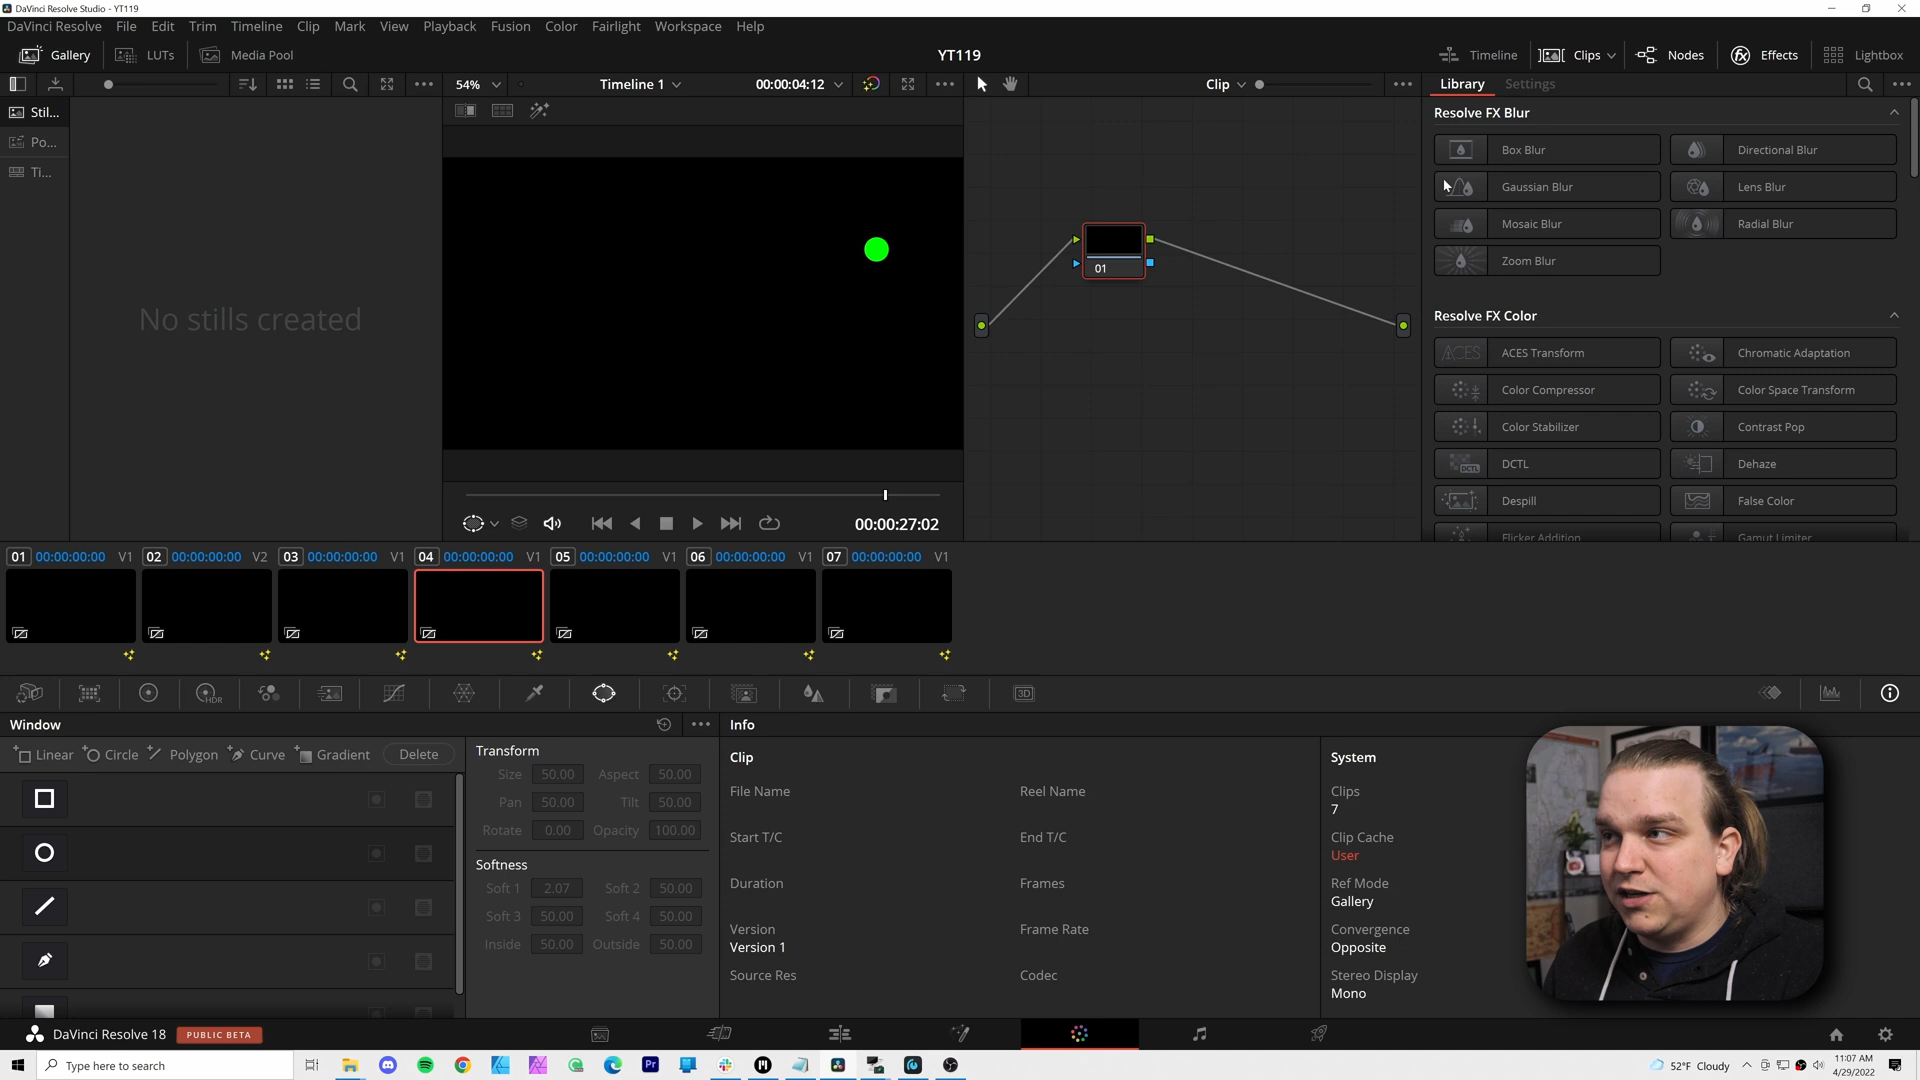 DaVinci Resolve Studio - YT119
DaVinci Resolve File Edit Trim Timeline Clip Mark View Playback Fusion Color Fairlight Workspace Help
Gallery LUTs Media Pool YT119 Timeline Clips Nodes Effects Lightbox
54% Timeline 1 00:00:04:12 Clip Library Settings
Stil...
Po...
Ti...
No stills created
01
Resolve FX Blur
Box Blur Directional Blur
Gaussian Blur Lens Blur
Mosaic Blur Radial Blur
Zoom Blur
Resolve FX Color
ACES ACES Transform Chromatic Adaptation
Color Compressor Color Space Transform
Color Stabilizer Contrast Pop
DCTL DCTL Dehaze
Despill False Color
Flicker Addition Gamut Limiter
00:00:27:02
01 00:00:00:00 V1 02 00:00:00:00 V2 03 00:00:00:00 V1 04 00:00:00:00 V1 05 00:00:00:00 V1 06 00:00:00:00 V1 07 00:00:00:00 V1
HDR 3D
Window
Linear Circle Polygon Curve Gradient Delete
Transform
Size 50.00 Aspect 50.00
Pan 50.00 Tilt 50.00
Rotate 0.00 Opacity 100.00
Softness
Soft 1 2.07 Soft 2 50.00
Soft 3 50.00 Soft 4 50.00
Inside 50.00 Outside 50.00
Info
Clip
File Name Reel Name
Start T/C End T/C
Duration Frames
Version Frame Rate
Version 1
Source Res Codec
System
Clips
7
Clip Cache
User
Ref Mode
Gallery
Convergence
Opposite
Stereo Display
Mono
DaVinci Resolve 18 PUBLIC BETA
Type here to search
Pr
52°F Cloudy
11:07 AM
4/29/2022